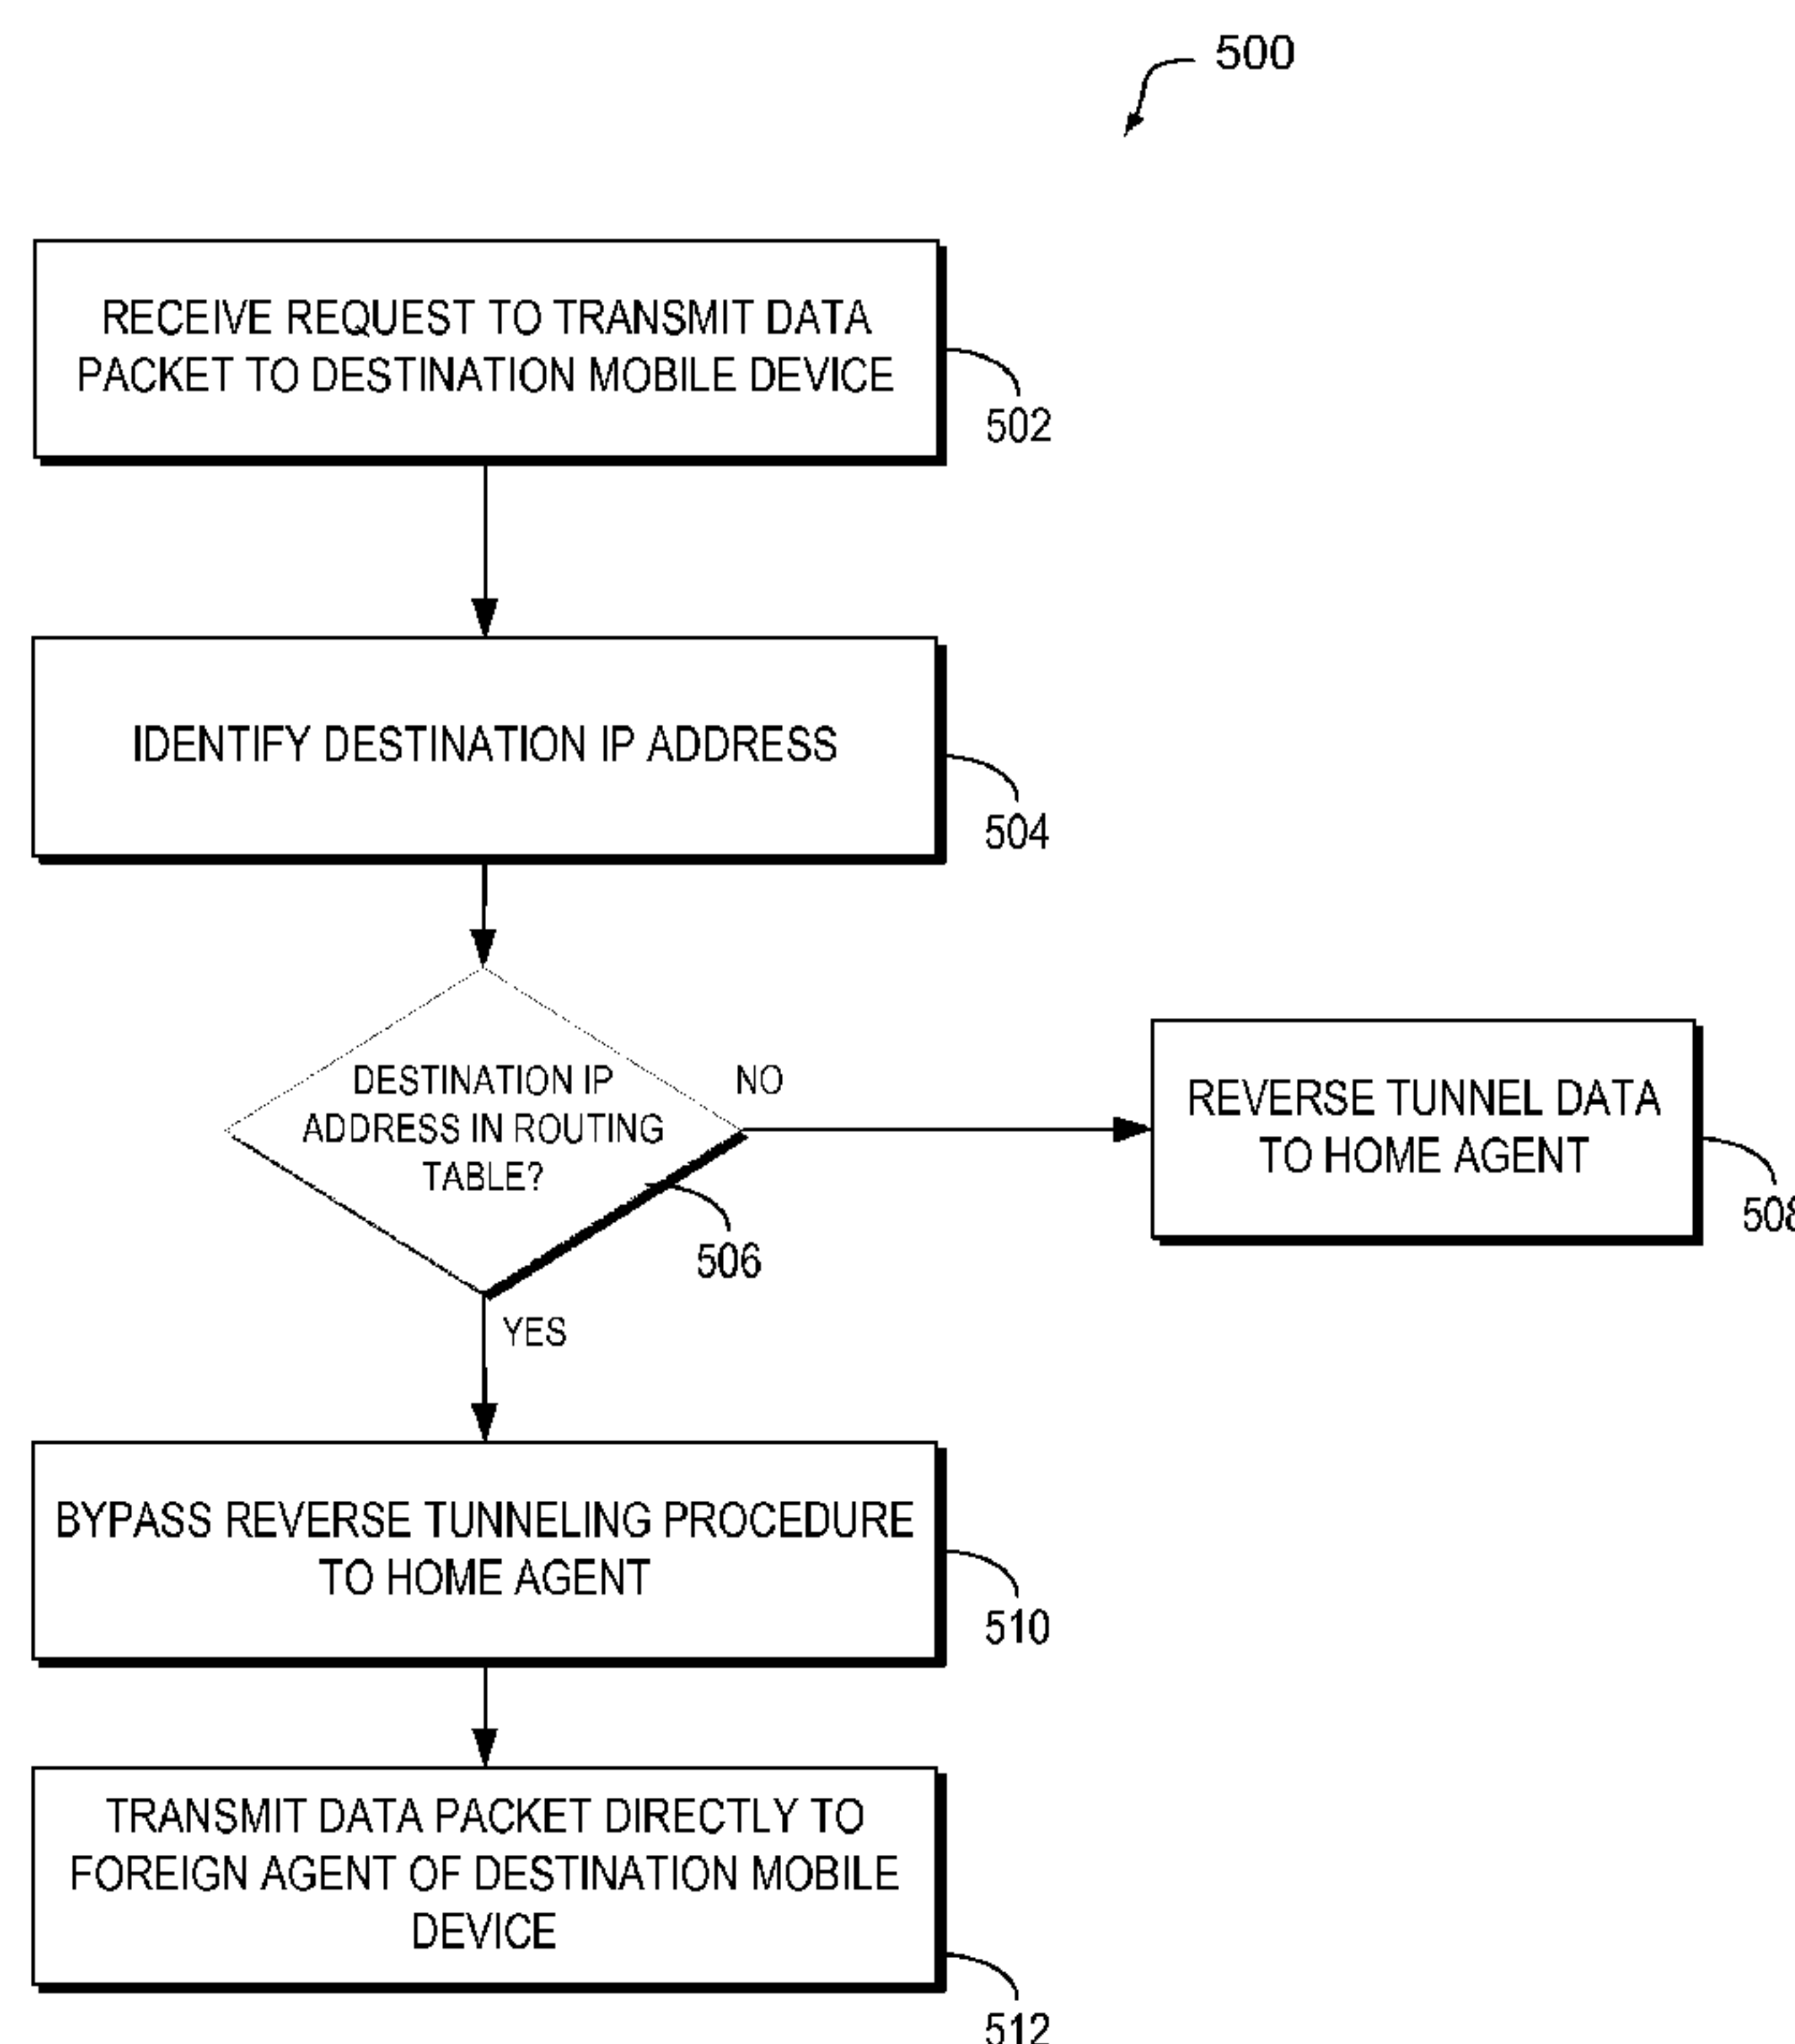 500
RECEIVE REQUEST TO TRANSMIT DATA
PACKET TO DESTINATION MOBILE DEVICE
502
IDENTIFY DESTINATION IP ADDRESS
504
DESTINATION IP
ADDRESS IN ROUTING
TABLE?
NO
506
YES
REVERSE TUNNEL DATA
TO HOME AGENT
508
BYPASS REVERSE TUNNELING PROCEDURE
TO HOME AGENT
510
TRANSMIT DATA PACKET DIRECTLY TO
FOREIGN AGENT OF DESTINATION MOBILE
DEVICE
512